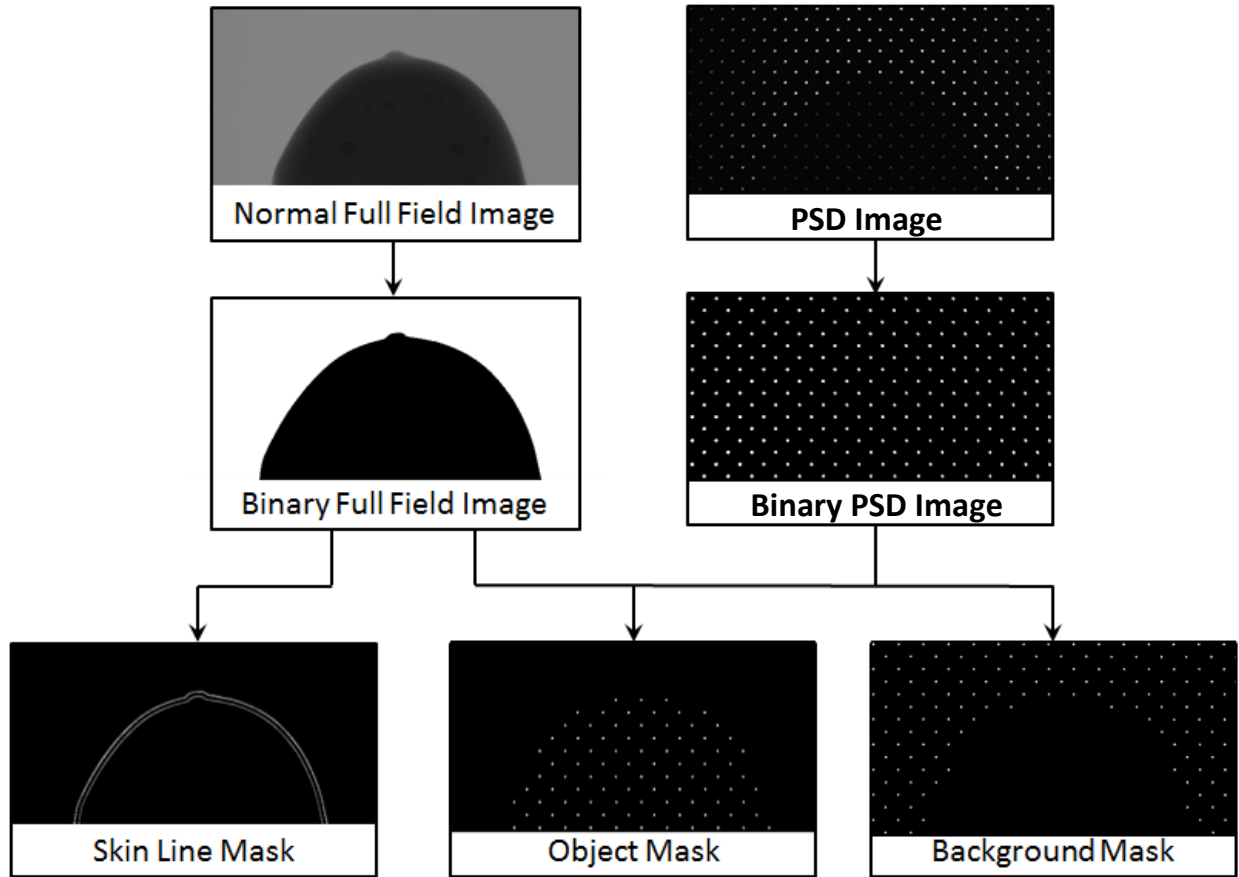 Normal Full Field Image
PSD Image
Binary Full Field Image
Binary PSD Image
Skin Line Mask
Object Mask
Background Mask